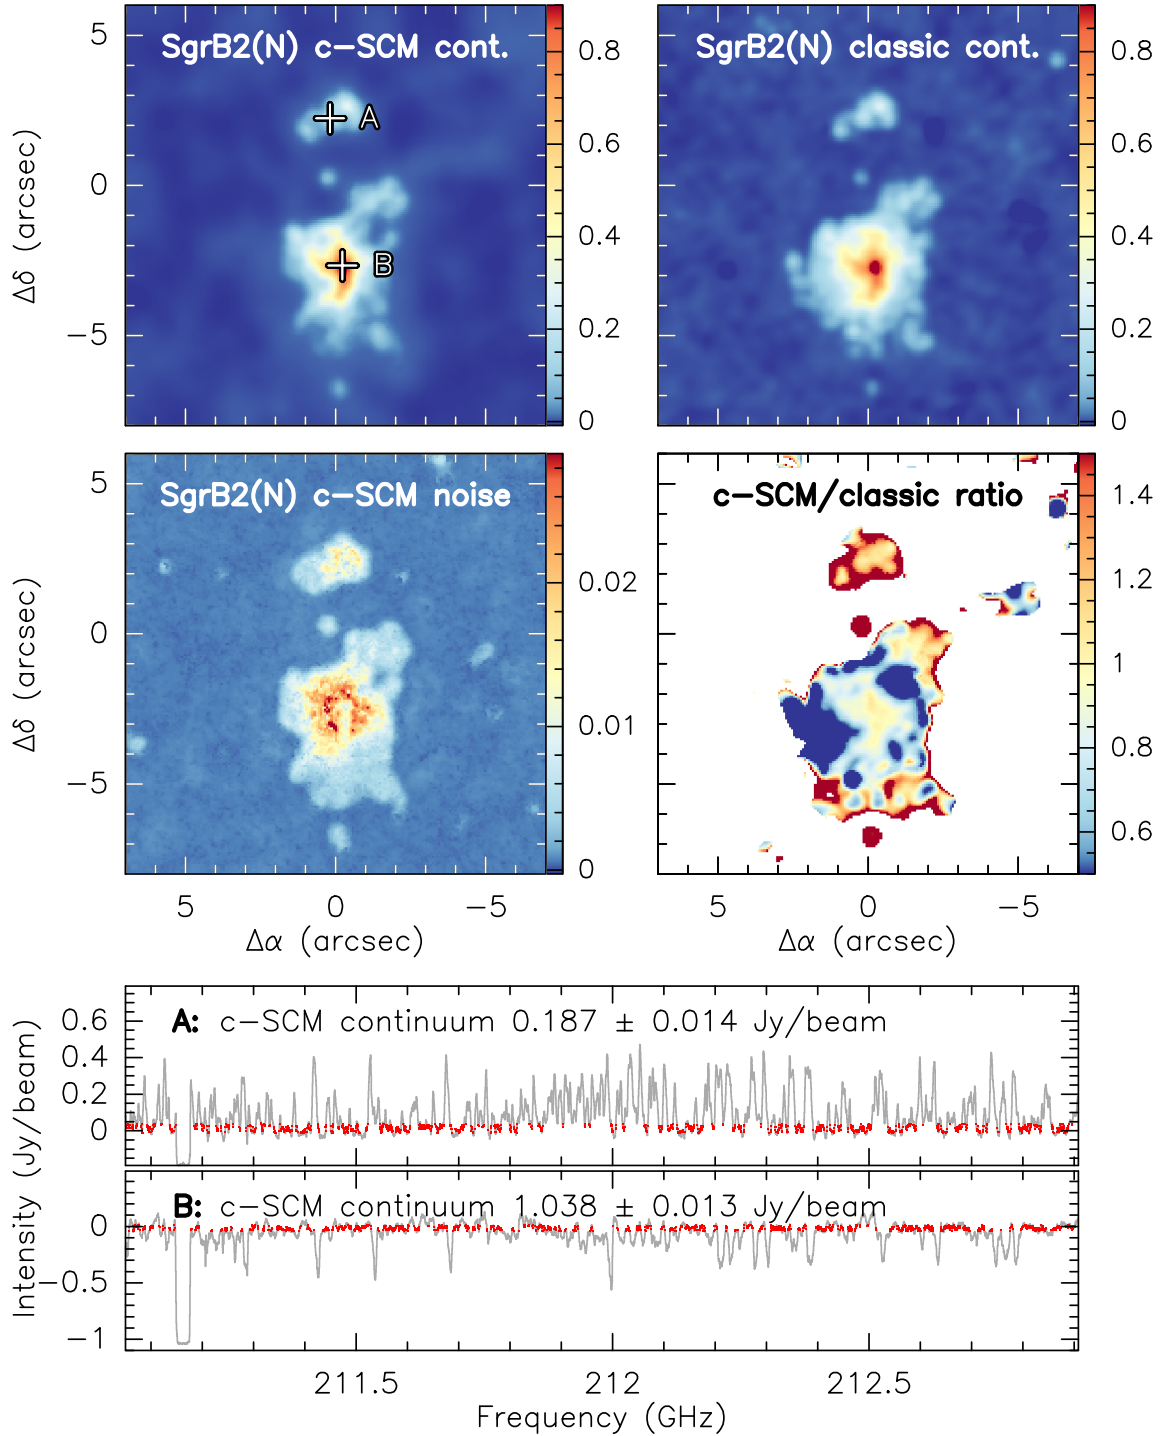 SgrB2(N) c-SCM cont.
A
B
5
0
-5
Δδ (arcsec)
0.8
0.6
0.4
0.2
0
SgrB2(N) classic cont.
0.8
0.6
0.4
0.2
0
SgrB2(N) c-SCM noise
5
0
-5
Δδ (arcsec)
0.02
0.01
0
5 0 -5
Δα (arcsec)
c-SCM/classic ratio
1.4
1.2
1
0.8
0.6
5 0 -5
Δα (arcsec)
Intensity (Jy/beam)
A: c-SCM continuum 0.187 ± 0.014 Jy/beam
0.6
0.4
0.2
0
B: c-SCM continuum 1.038 ± 0.013 Jy/beam
0
-0.5
-1
211.5 212 212.5
Frequency (GHz)